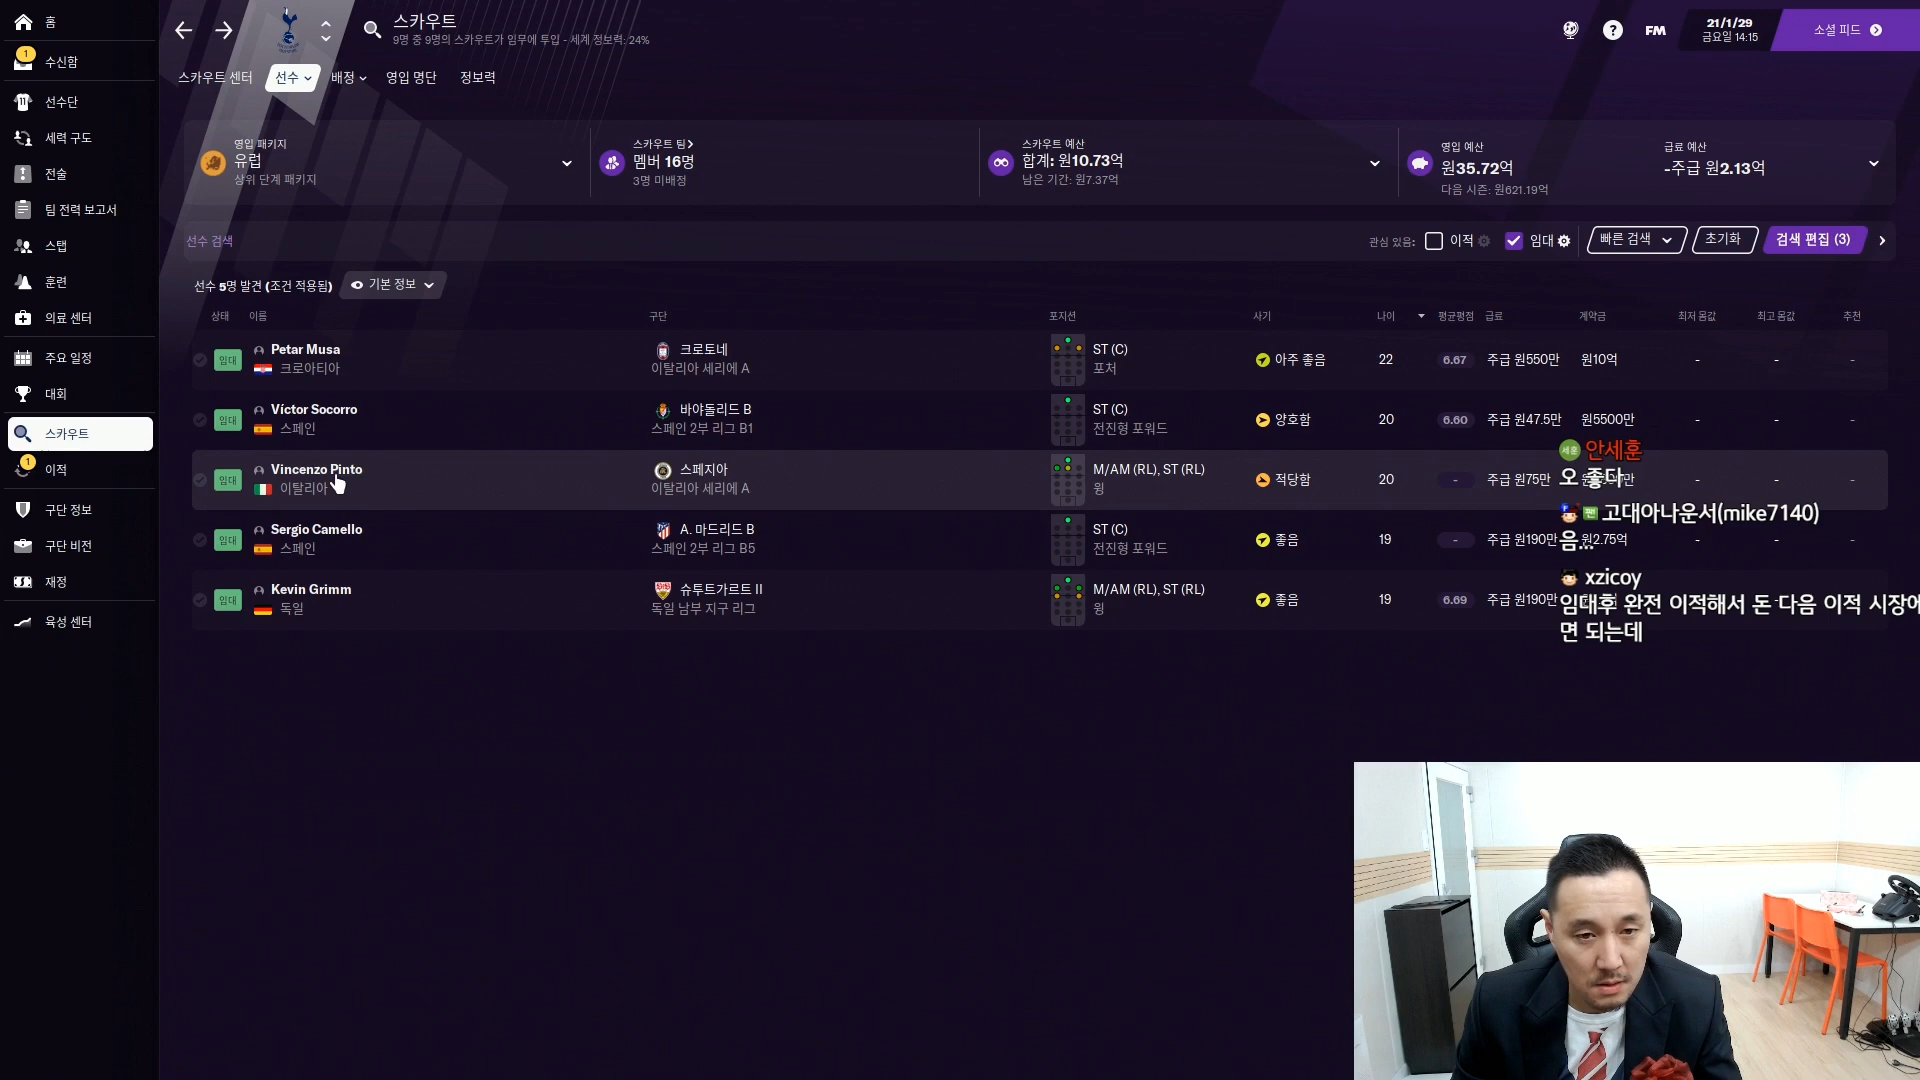 홈
1
수신함
선수단
세력 구도
전술
팀 전력 보고서
스탭
훈련
의료 센터
주요 일정
대회
스카우트
1
이적
구단 정보
구단 비전
재정
육성 센터
스카우트
9명 중 9명의 스카우트가 임무에 투입 - 세계 정보력: 24%
FM
21/1/29
금요일 14:15
소셜 피드
스카우트 센터
선수
배정
영입 명단
정보력
영입 패키지
유럽
상위 단계 패키지
스카우트 팀
멤버 16명
3명 미배정
스카우트 예산
합계: 원10.73억
남은 기간: 원7.37억
영입 예산
원35.72억
다음 시즌: 원621.19억
급료 예산
-주급 원2.13억
선수 검색
관심 있음:
이적
임대
빠른 검색
초기화
검색 편집 (3)
선수 5명 발견 (조건 적용됨)
기본 정보
상태 이름 구단 포지션 사기 나이 평균평점 급료 계약금 최저 몸값 최고 몸값 추천
임대 Petar Musa 크로토네 ST (C) 아주 좋음 22 6.67 주급 원550만 원10억 - - -
크로아티아 이탈리아 세리에 A 포처
임대 Víctor Socorro 바야돌리드 B ST (C) 양호함 20 6.60 주급 원47.5만 원5500만 - - -
스페인 스페인 2부 리그 B1 전진형 포워드
임대 Vincenzo Pinto 스페지아 M/AM (RL), ST (RL) 적당함 20 - 주급 원75만 - - -
이탈리아 이탈리아 세리에 A 윙
임대 Sergio Camello A. 마드리드 B ST (C) 좋음 19 - 주급 원190만 원2.75억 - - -
스페인 스페인 2부 리그 B5 전진형 포워드
임대 Kevin Grimm 슈투트가르트 II M/AM (RL), ST (RL) 좋음 19 6.69 주급 원190만 - - -
독일 독일 남부 지구 리그 윙
세훈 안세훈
오 좋다
팬 고대아나운서(mike7140)
음...
xzicoy
임대후 완전 이적해서 돈 다음 이적 시장에
면 되는데